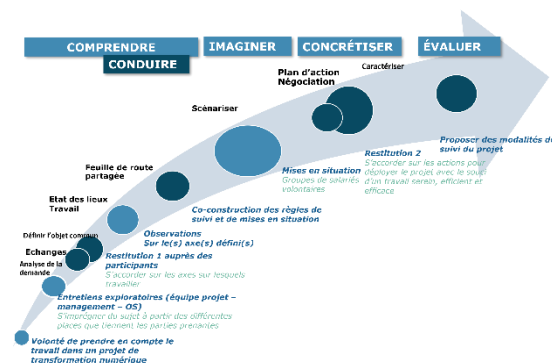 COMPRENDRE
CONDUIRE
IMAGINER
CONCRÉTISER
ÉVALUER
Caractériser
Plan d'action
Négociation
Scénariser
Feuille de route
partagée
Etat des lieux
Travail
Définir l'objet commun
Echanges
Analyse de la
demande
Proposer des modalités de
suivi du projet
Restitution 2
S'accorder sur les actions pour
déployer le projet avec le souci
d'un travail serein, efficient et
efficace
Mises en situation
Groupes de salariés
volontaires
Co-construction des règles de
suivi et de mises en situation
Observations
Sur le(s) axe(s) défini(s)
Restitution 1 auprès des
participants
S'accorder sur les axes sur lesquels
travailler
Entretiens exploratoires (équipe projet –
management – OS)
S'imprégner du sujet à partir des différentes
places que tiennent les parties prenantes
Volonté de prendre en compte le
travail dans un projet de
transformation numérique